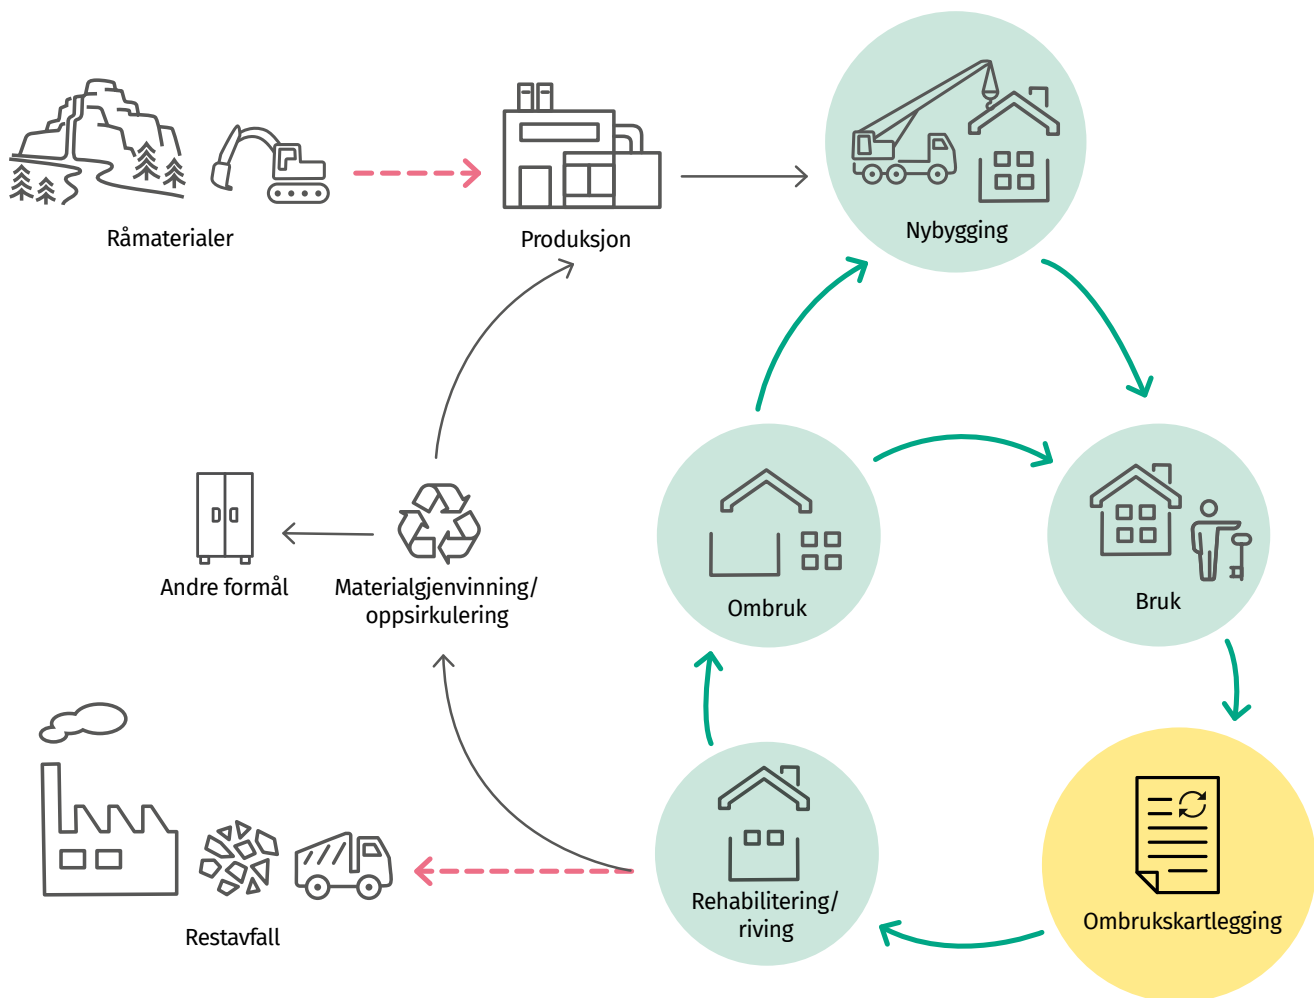 Råmaterialer
Produksjon
Nybygging
Andre formål
Materialgjenvinning/
oppsirkulering
Ombruk
Bruk
Restavfall
Rehabilitering/
riving
Ombrukskartlegging